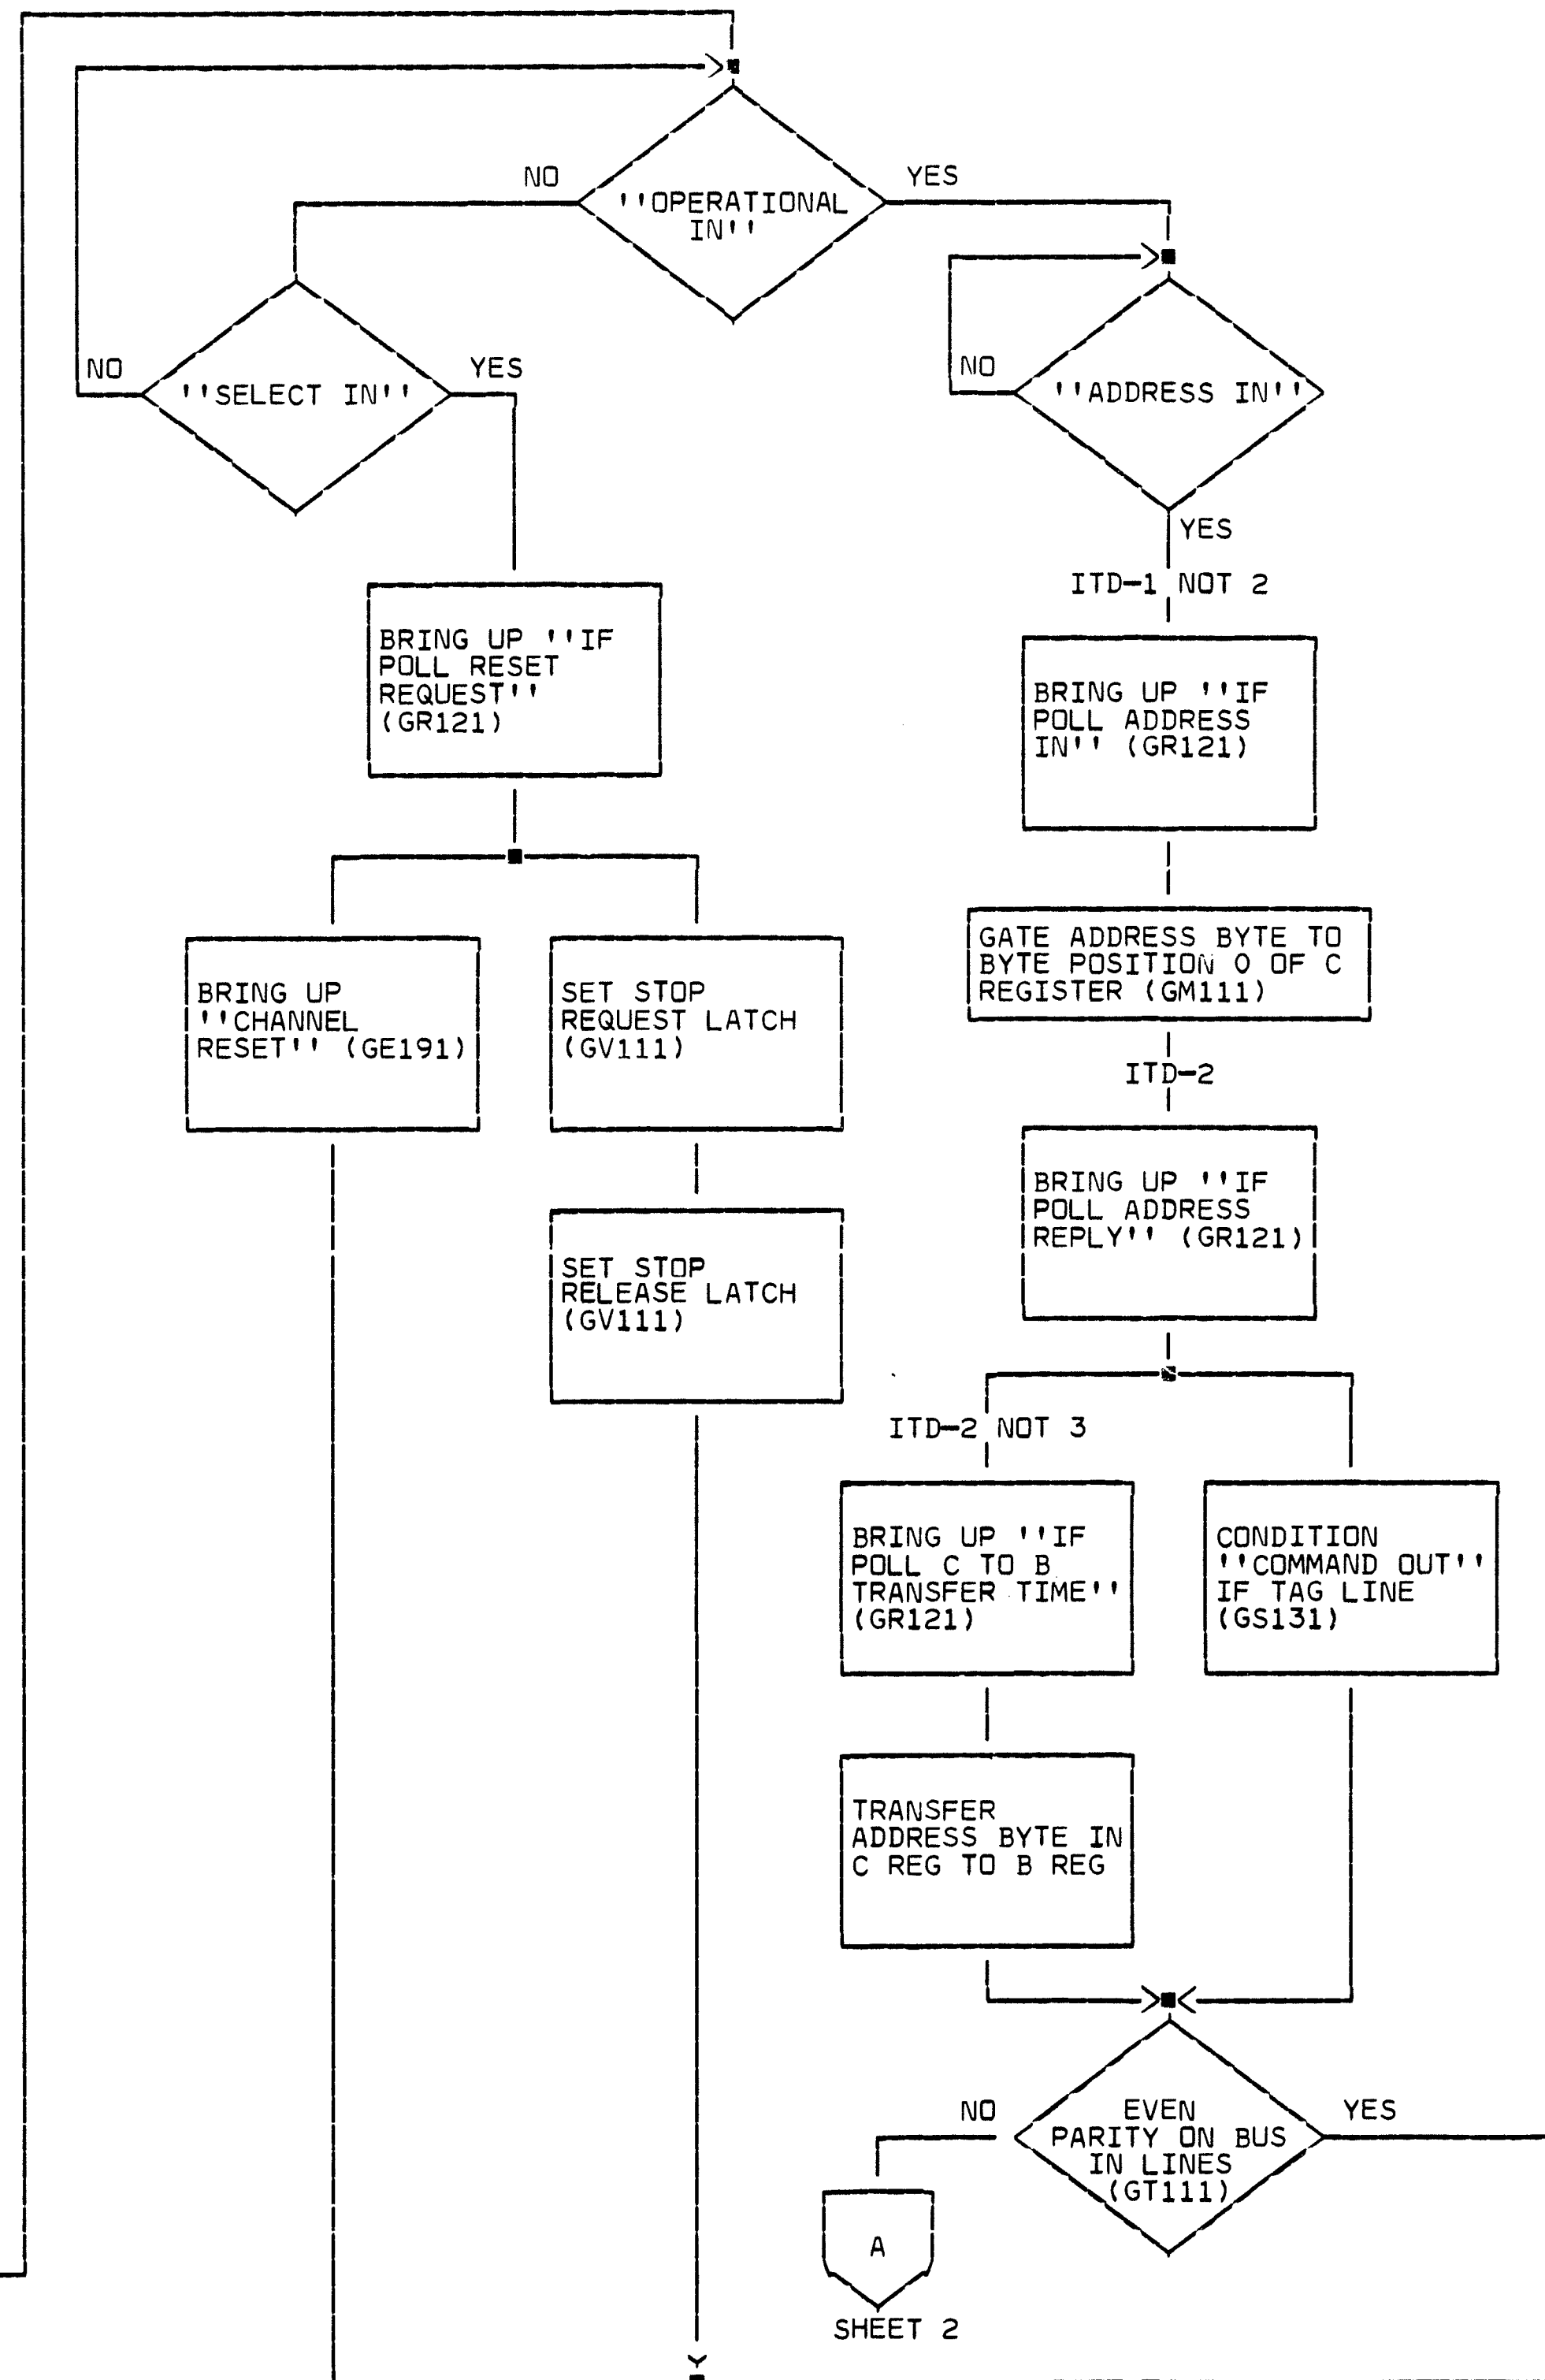 NO
YES
''OPERATIONAL
IN''
NO
YES
''SELECT IN''
NO
''ADDRESS IN''
YES
ITD-1 NOT 2
BRING UP ''IF
POLL RESET
REQUEST''
(GR121)
BRING UP ''IF
POLL ADDRESS
IN'' (GR121)
BRING UP
''CHANNEL
RESET'' (GE191)
SET STOP
REQUEST LATCH
(GV111)
GATE ADDRESS BYTE TO
BYTE POSITION 0 OF C
REGISTER (GM111)
ITD-2
BRING UP ''IF
POLL ADDRESS
REPLY'' (GR121)
SET STOP
RELEASE LATCH
(GV111)
ITD-2 NOT 3
BRING UP ''IF
POLL C TO B
TRANSFER TIME''
(GR121)
CONDITION
''COMMAND OUT''
IF TAG LINE
(GS131)
TRANSFER
ADDRESS BYTE IN
C REG TO B REG
NO
EVEN
PARITY ON BUS
IN LINES
(GT111)
YES
A
SHEET 2